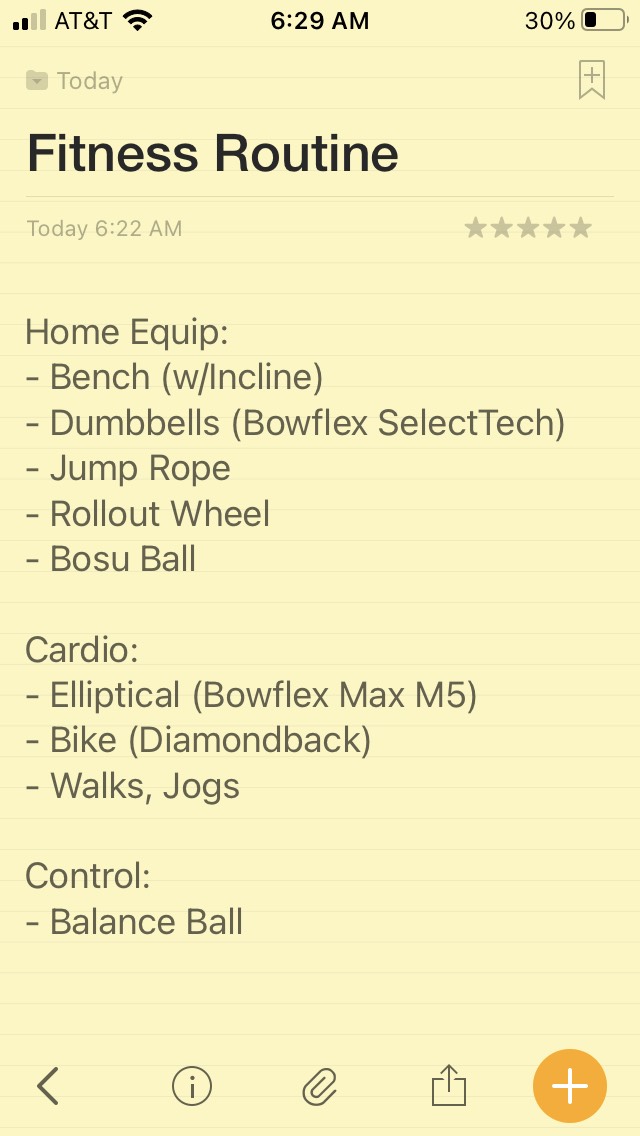 AT&T 6:29 AM 30%
Today
Fitness Routine
Today 6:22 AM
Home Equip:
- Bench (w/Incline)
- Dumbbells (Bowflex SelectTech)
- Jump Rope
- Rollout Wheel
- Bosu Ball
Cardio:
- Elliptical (Bowflex Max M5)
- Bike (Diamondback)
- Walks, Jogs
Control:
- Balance Ball